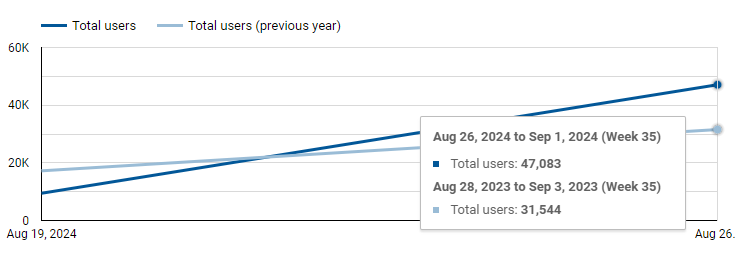 Total users Total users (previous year)
60K
40K
Aug 26, 2024 to Sep 1, 2024 (Week 35)
Total users: 47,083
20K
Aug 28, 2023 to Sep 3, 2023 (Week 35)
Total users: 31,544
0
Aug 19, 2024 Aug 26.